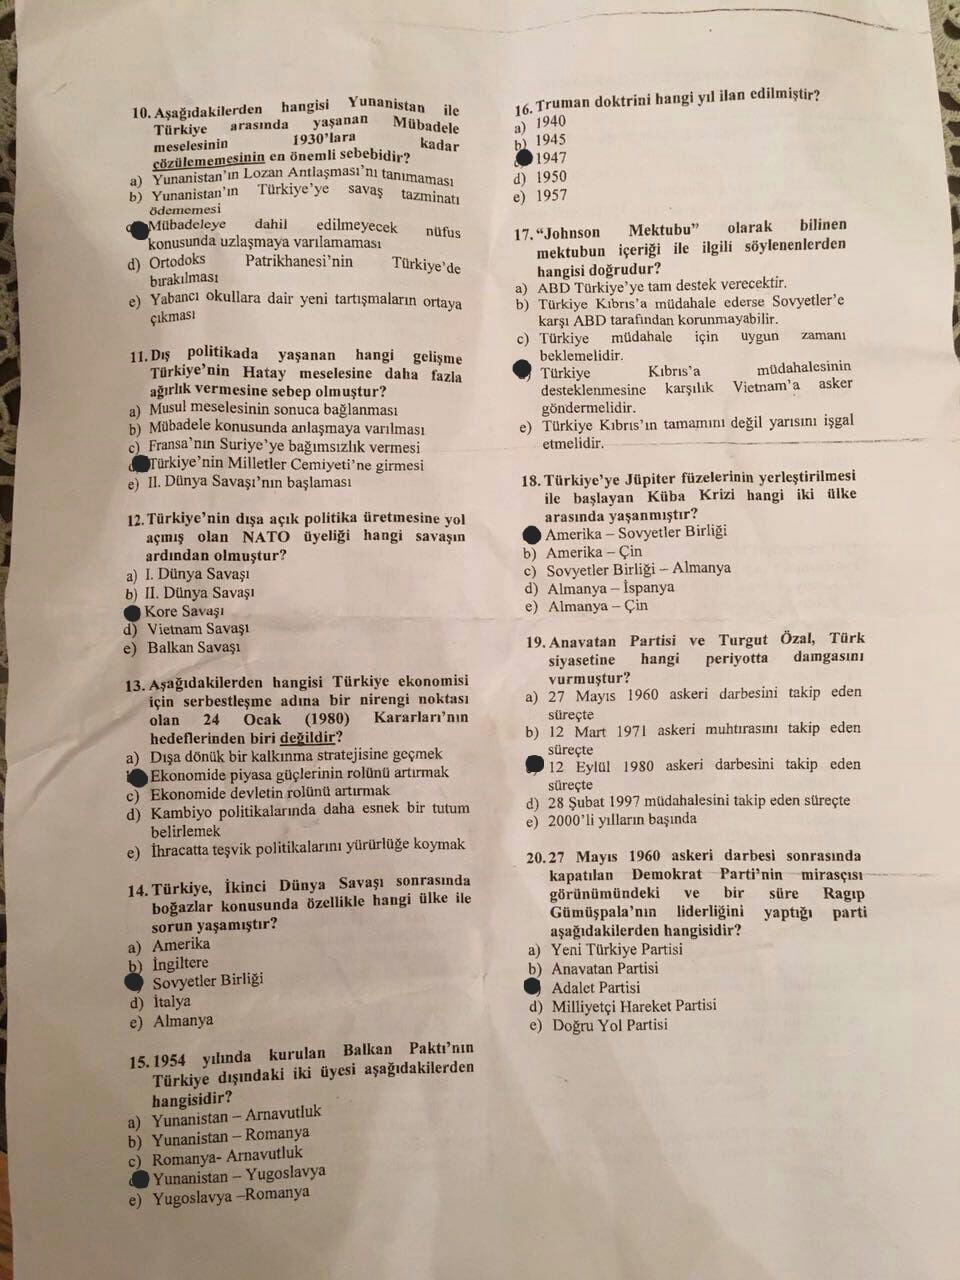 10. Aşağıdakilerden hangisi Yunanistan ile
Türkiye arasında yaşanan Mübadele
meselesinin 1930'lara kadar
çözülememesinin en önemli sebebidir?
a) Yunanistan'ın Lozan Antlaşması'nı tanımaması
b) Yunanistan'ın Türkiye'ye savaş tazminatı
ödememesi
Mübadeleye dahil edilmeyecek nüfus
konusunda uzlaşmaya varılamaması
d) Ortodoks Patrikhanesi'nin Türkiye'de
bırakılması
e) Yabancı okullara dair yeni tartışmaların ortaya
çıkması
11. Dış politikada yaşanan hangi gelişme
Türkiye'nin Hatay meselesine daha fazla
ağırlık vermesine sebep olmuştur?
a) Musul meselesinin sonuca bağlanması
b) Mübadele konusunda anlaşmaya varılması
c) Fransa'nın Suriye'ye bağımsızlık vermesi
Türkiye'nin Milletler Cemiyeti'ne girmesi
e) II. Dünya Savaşı'nın başlaması
12. Türkiye'nin dışa açık politika üretmesine yol
açmış olan NATO üyeliği hangi savaşın
ardından olmuştur?
a) I. Dünya Savaşı
b) II. Dünya Savaşı
Kore Savaşı
d) Vietnam Savaşı
e) Balkan Savaşı
13. Aşağıdakilerden hangisi Türkiye ekonomisi
için serbestleşme adına bir nirengi noktası
olan 24 Ocak (1980) Kararları'nın
hedeflerinden biri değildir?
a) Dışa dönük bir kalkınma stratejisine geçmek
Ekonomide piyasa güçlerinin rolünü artırmak
c) Ekonomide devletin rolünü artırmak
d) Kambiyo politikalarında daha esnek bir tutum
belirlemek
e) İhracatta teşvik politikalarını yürürlüğe koymak
14. Türkiye, İkinci Dünya Savaşı sonrasında
boğazlar konusunda özellikle hangi ülke ile
sorun yaşamıştır?
a) Amerika
b) İngiltere
Sovyetler Birliği
d) İtalya
e) Almanya
15. 1954 yılında kurulan Balkan Paktı'nın
Türkiye dışındaki iki üyesi aşağıdakilerden
hangisidir?
a) Yunanistan – Arnavutluk
b) Yunanistan – Romanya
c) Romanya- Arnavutluk
Yunanistan – Yugoslavya
e) Yugoslavya –Romanya
16. Truman doktrini hangi yıl ilan edilmiştir?
a) 1940
b) 1945
1947
d) 1950
e) 1957
17. "Johnson Mektubu" olarak bilinen
mektubun içeriği ile ilgili söylenenlerden
hangisi doğrudur?
a) ABD Türkiye'ye tam destek verecektir.
b) Türkiye Kıbrıs'a müdahale ederse Sovyetler'e
karşı ABD tarafından korunmayabilir.
c) Türkiye müdahale için uygun zamanı
beklemelidir.
Türkiye Kıbrıs'a müdahalesinin
desteklenmesine karşılık Vietnam'a asker
göndermelidir.
e) Türkiye Kıbrıs'ın tamamını değil yarısını işgal
etmelidir.
18. Türkiye'ye Jüpiter füzelerinin yerleştirilmesi
ile başlayan Küba Krizi hangi iki ülke
arasında yaşanmıştır?
Amerika – Sovyetler Birliği
b) Amerika – Çin
c) Sovyetler Birliği – Almanya
d) Almanya – İspanya
e) Almanya – Çin
19. Anavatan Partisi ve Turgut Özal, Türk
siyasetine hangi periyotta damgasını
vurmuştur?
a) 27 Mayıs 1960 askeri darbesini takip eden
süreçte
b) 12 Mart 1971 askeri muhtırasını takip eden
süreçte
12 Eylül 1980 askeri darbesini takip eden
süreçte
d) 28 Şubat 1997 müdahalesini takip eden süreçte
e) 2000'li yılların başında
20. 27 Mayıs 1960 askeri darbesi sonrasında
kapatılan Demokrat Parti'nin mirasçısı
görünümündeki ve bir süre Ragıp
Gümüşpala'nın liderliğini yaptığı parti
aşağıdakilerden hangisidir?
a) Yeni Türkiye Partisi
b) Anavatan Partisi
Adalet Partisi
d) Milliyetçi Hareket Partisi
e) Doğru Yol Partisi